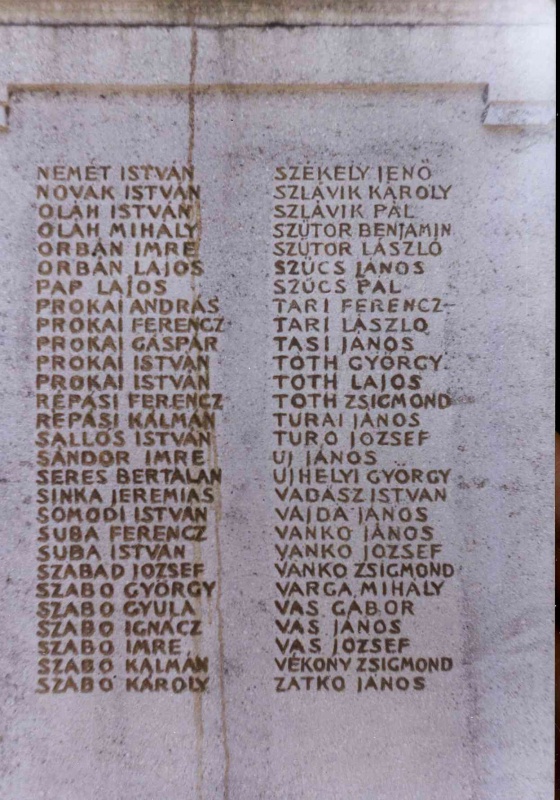 NÉMET ISTVÁN
NOVAK ISTVÁN
OLÁH ISTVÁN
OLÁH MIHÁLY
ORBÁN IMRE
ORBÁN LAJOS
PAP LAJOS
PROKAI ANDRÁS
PROKAI FERENCZ
PROKAI GÁSPÁR
PROKAI ISTVÁN
PROKAI ISTVÁN
RÉPÁSI FERENCZ
RÉPÁSI KÁLMÁN
SALLÓS ISTVÁN
SÁNDOR IMRE
SERES BERTALAN
SINKA JEREMIÁS
SOMODI ISTVÁN
SUBA FERENCZ
SUBA ISTVÁN
SZABAD JÓZSEF
SZABÓ GYÖRGY
SZABÓ GYULA
SZABÓ IGNÁCZ
SZABÓ IMRE
SZABÓ KÁLMÁN
SZABÓ KÁROLY
SZÉKELY JENŐ
SZLÁVIK KÁROLY
SZLÁVIK PÁL
SZÜTOR BENJAMIN
SZÜTOR LÁSZLÓ
SZŰCS JÁNOS
SZŰCS PÁL
TARI FERENCZ
TARI LÁSZLÓ
TASI JÁNOS
TÓTH GYÖRGY
TÓTH LAJOS
TÓTH ZSIGMOND
TURAI JÁNOS
TURÓ JÓZSEF
UJ JÁNOS
UJHELYI GYÖRGY
VADÁSZ ISTVÁN
VAJDA JÁNOS
VANKÓ JÁNOS
VANKÓ JÓZSEF
VANKÓ ZSIGMOND
VARGA MIHÁLY
VAS GÁBOR
VAS JÁNOS
VAS JÓZSEF
VÉKONY ZSIGMOND
ZATKÓ JÁNOS